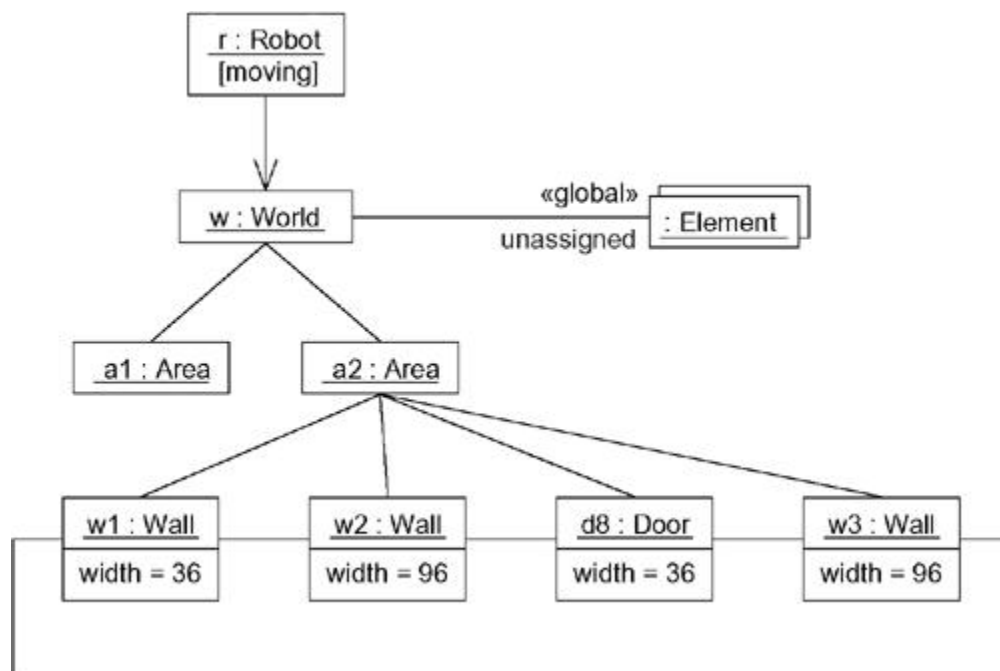 r : Robot
[moving]
«global»
w : World
: Element
unassigned
a1 : Area
a2 : Area
w1 : Wall
w2 : Wall
d8 : Door
w3 : Wall
width = 36
width = 96
width = 36
width = 96